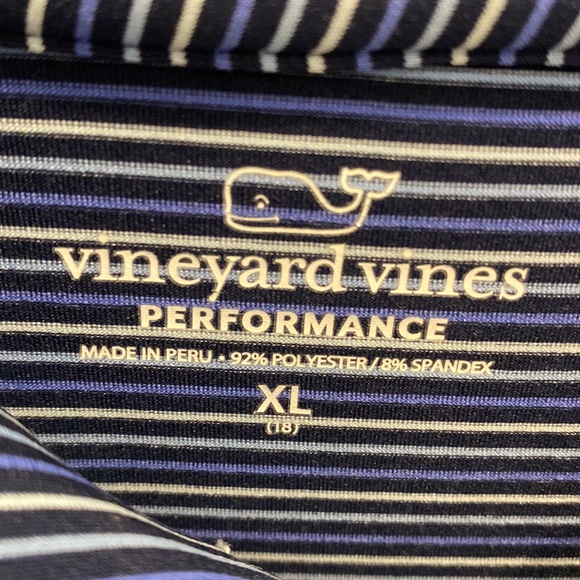 vineyard vines
PERFORMANCE
MADE IN PERU • 92% POLYESTER / 8% SPANDEX
XL
(18)